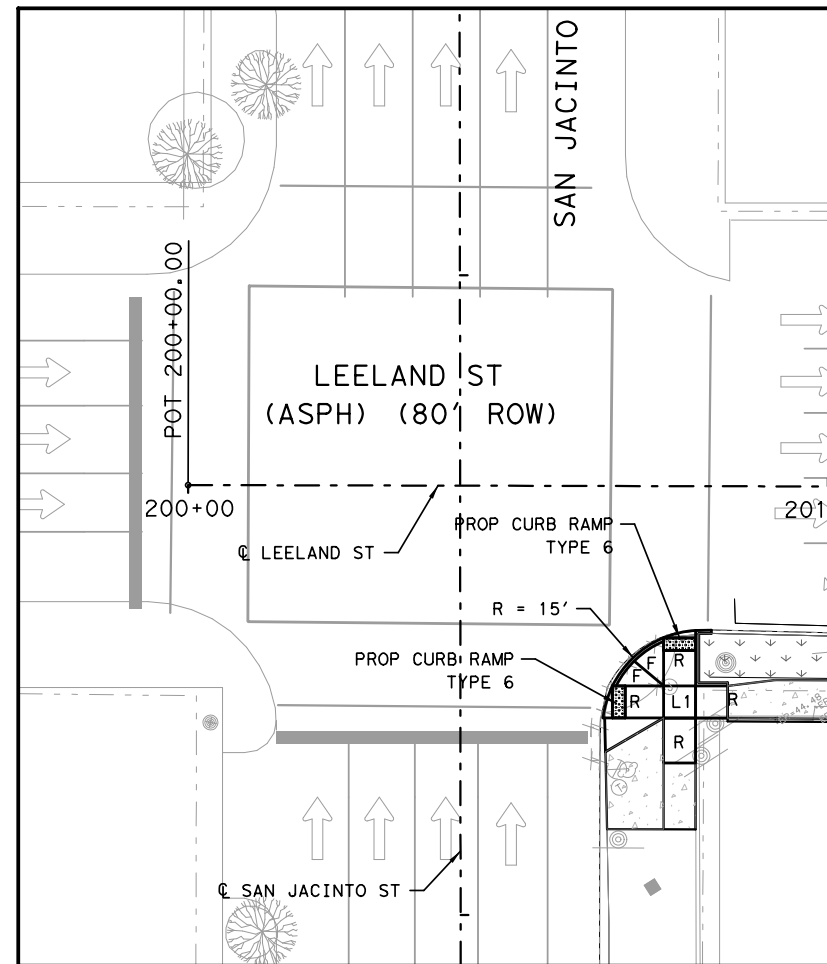 SAN JACINTO
POT 200+00.00
LEELAND ST
(ASPH) (80' ROW)
200+00
201
PROP CURB RAMP
TYPE 6
℄ LEELAND ST
R = 15'
PROP CURB RAMP
TYPE 6
F
F
R
R
L1
R
R
℄ SAN JACINTO ST